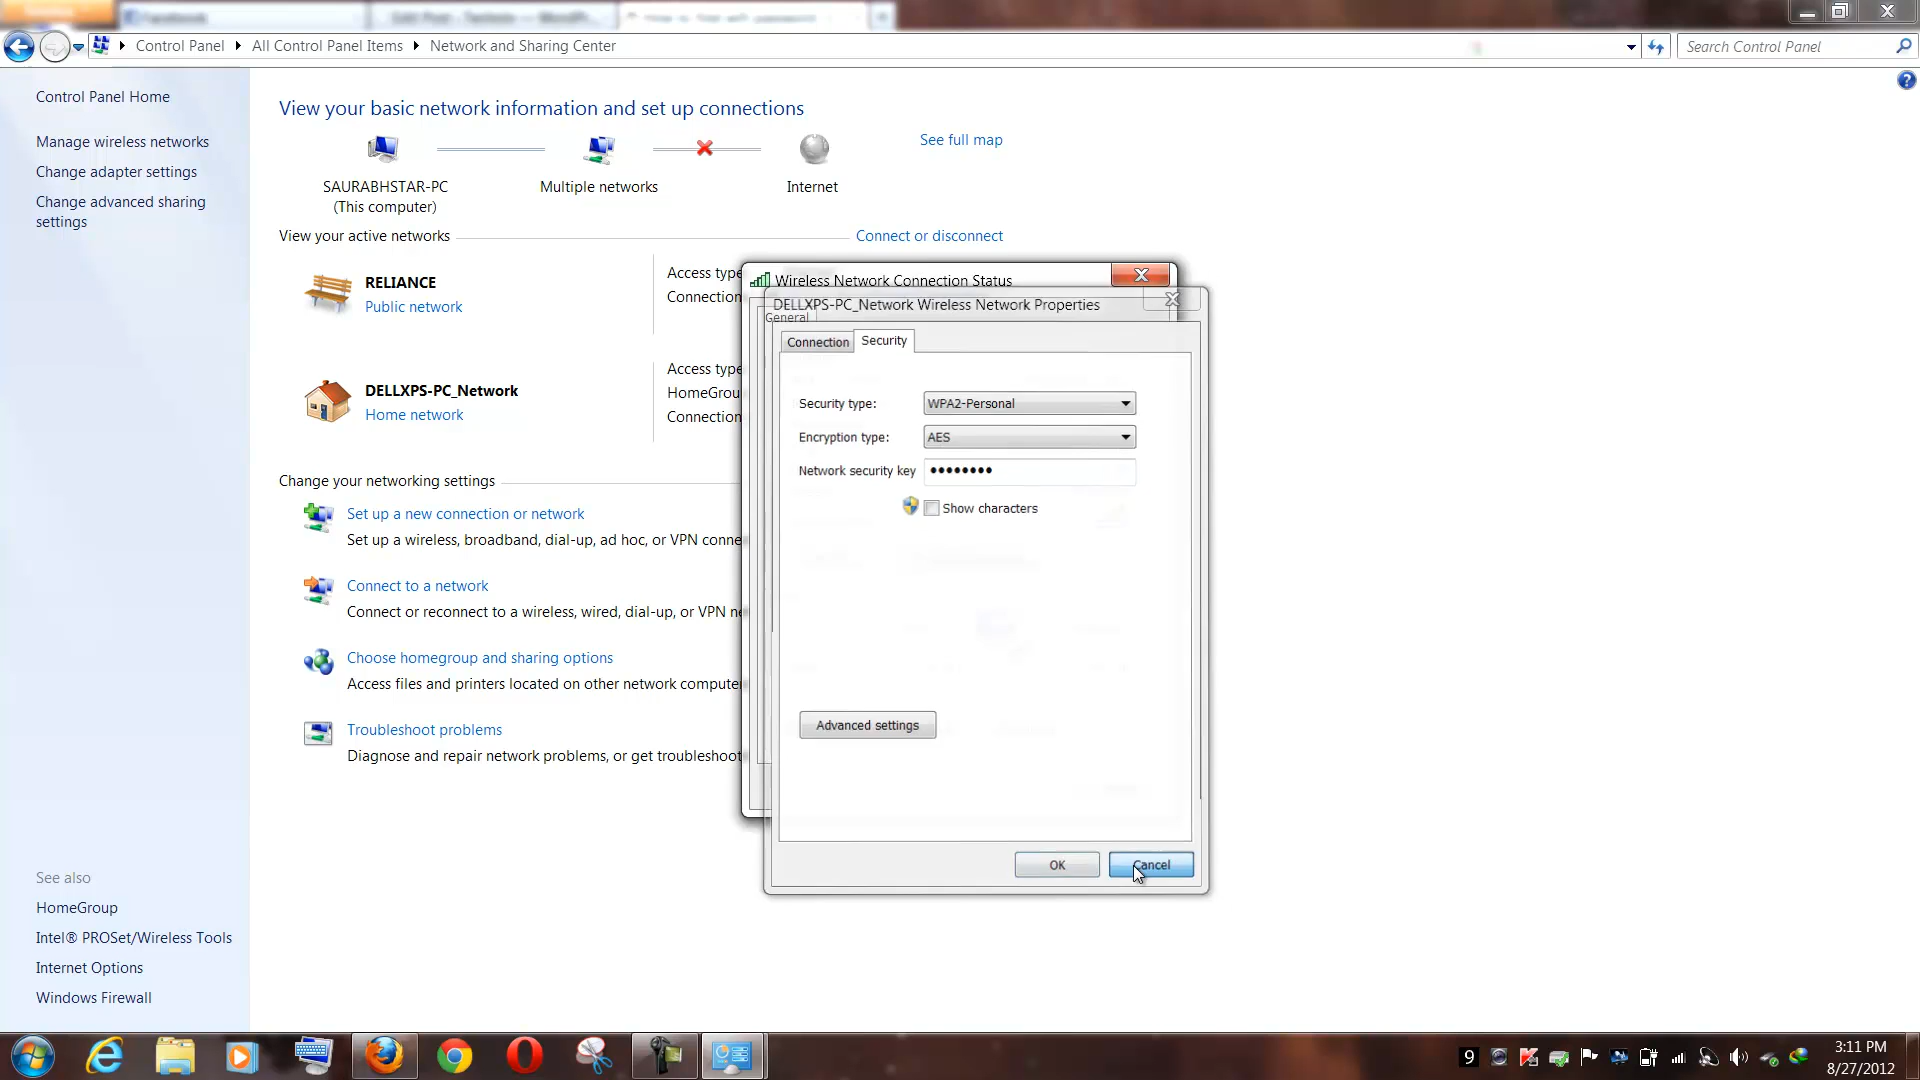 Facebook
Control Panel
All Control Panel Items
Network and Sharing Center
Search Control Panel
Control Panel Home
Manage wireless networks
Change adapter settings
Change advanced sharing
settings
View your basic network information and set up connections
See full map
SAURABHSTAR-PC
(This computer)
Multiple networks
Internet
View your active networks
Connect or disconnect
RELIANCE
Public network
Access type
Connection
DELLXPS-PC_Network
Home network
Access type
HomeGrou
Connection
Change your networking settings
Set up a new connection or network
Set up a wireless, broadband, dial-up, ad hoc, or VPN conne
Connect to a network
Connect or reconnect to a wireless, wired, dial-up, or VPN ne
Choose homegroup and sharing options
Access files and printers located on other network compute
Troubleshoot problems
Diagnose and repair network problems, or get troubleshoot
Wireless Network Connection Status
General
DELLXPS-PC_Network Wireless Network Properties
Connection
Security
Security type:
WPA2-Personal
Encryption type:
AES
Network security key
••••••••
Show characters
Advanced settings
OK
Cancel
See also
HomeGroup
Intel® PROSet/Wireless Tools
Internet Options
Windows Firewall
9
3:11 PM
8/27/2012